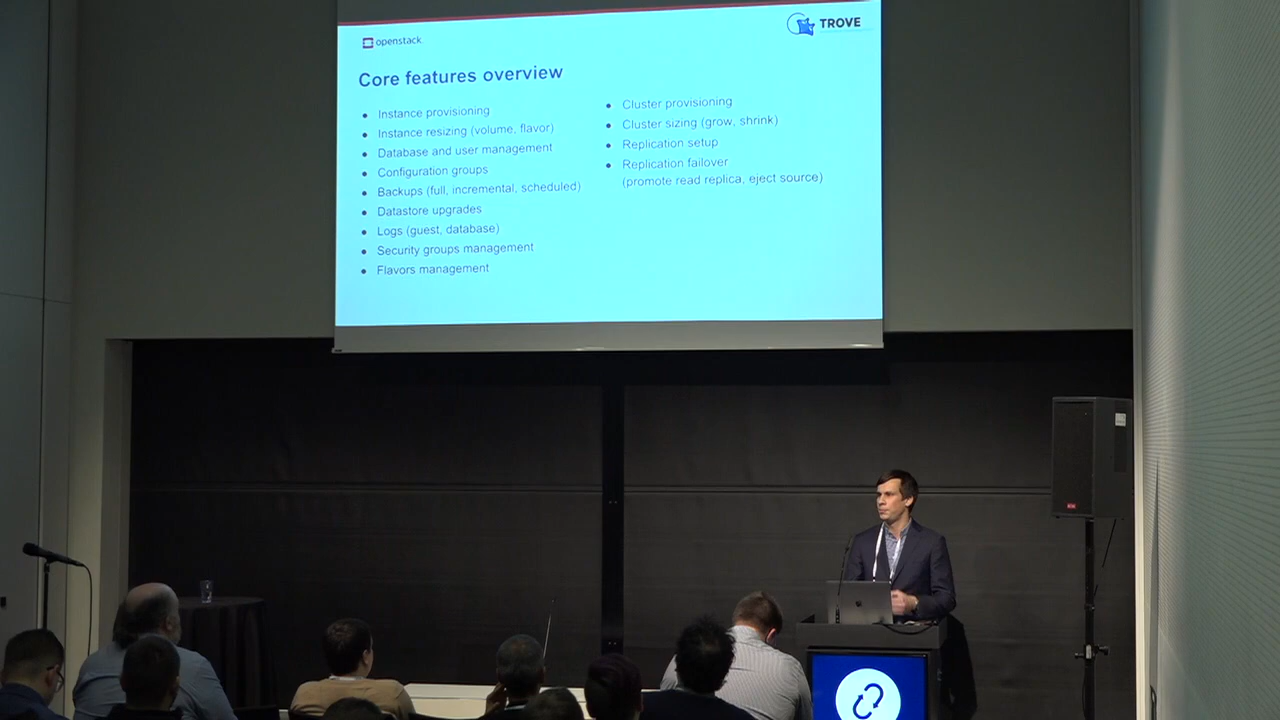 openstack
TROVE
Core features overview
Instance provisioning
Instance resizing (volume, flavor)
Database and user management
Configuration groups
Backups (full, incremental, scheduled)
Datastore upgrades
Logs (guest, database)
Security groups management
Flavors management
Cluster provisioning
Cluster sizing (grow, shrink)
Replication setup
Replication failover
(promote read replica, eject source)